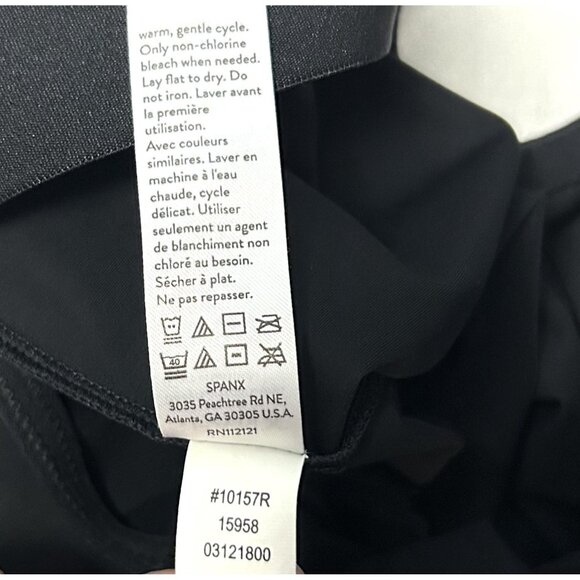 warm, gentle cycle.
Only non-chlorine
bleach when needed.
Lay flat to dry. Do
not iron. Laver avant
la première
utilisation.
Avec couleurs
similaires. Laver en
machine à l'eau
chaude, cycle
délicat. Utiliser
seulement un agent
de blanchiment non
chloré au besoin.
Sécher à plat.
Ne pas repasser.
40
SPANX
3035 Peachtree Rd NE,
Atlanta, GA 30305 U.S.A.
RN112121
#10157R
15958
03121800